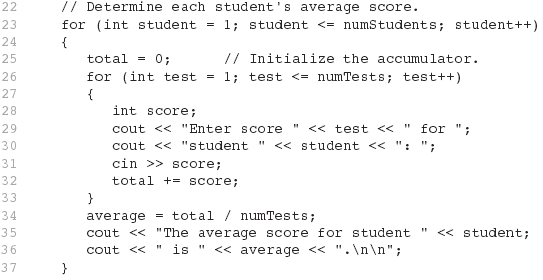 22 // Determine each student's average score.
23 for (int student = 1; student <= numStudents; student++)
24 {
25 total = 0; // Initialize the accumulator.
26 for (int test = 1; test <= numTests; test++)
27 {
28 int score;
29 cout << "Enter score " << test << " for ";
30 cout << "student " << student << ": ";
31 cin >> score;
32 total += score;
33 }
34 average = total / numTests;
35 cout << "The average score for student " << student;
36 cout << " is " << average << ".\n\n";
37 }